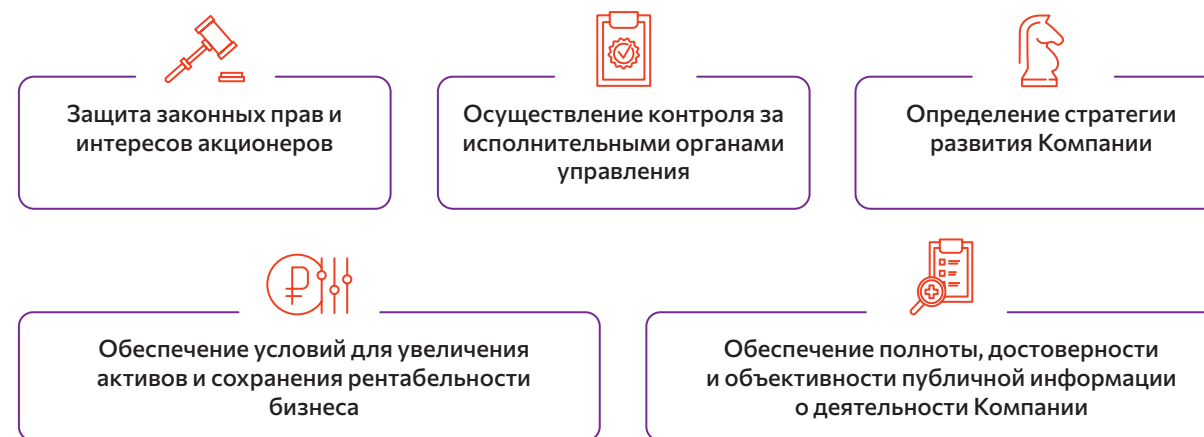 Защита законных прав и
интересов акционеров
Осуществление контроля за
исполнительными органами
управления
Определение стратегии
развития Компании
Обеспечение условий для увеличения
активов и сохранения рентабельности
бизнеса
Обеспечение полноты, достоверности
и объективности публичной информации
о деятельности Компании